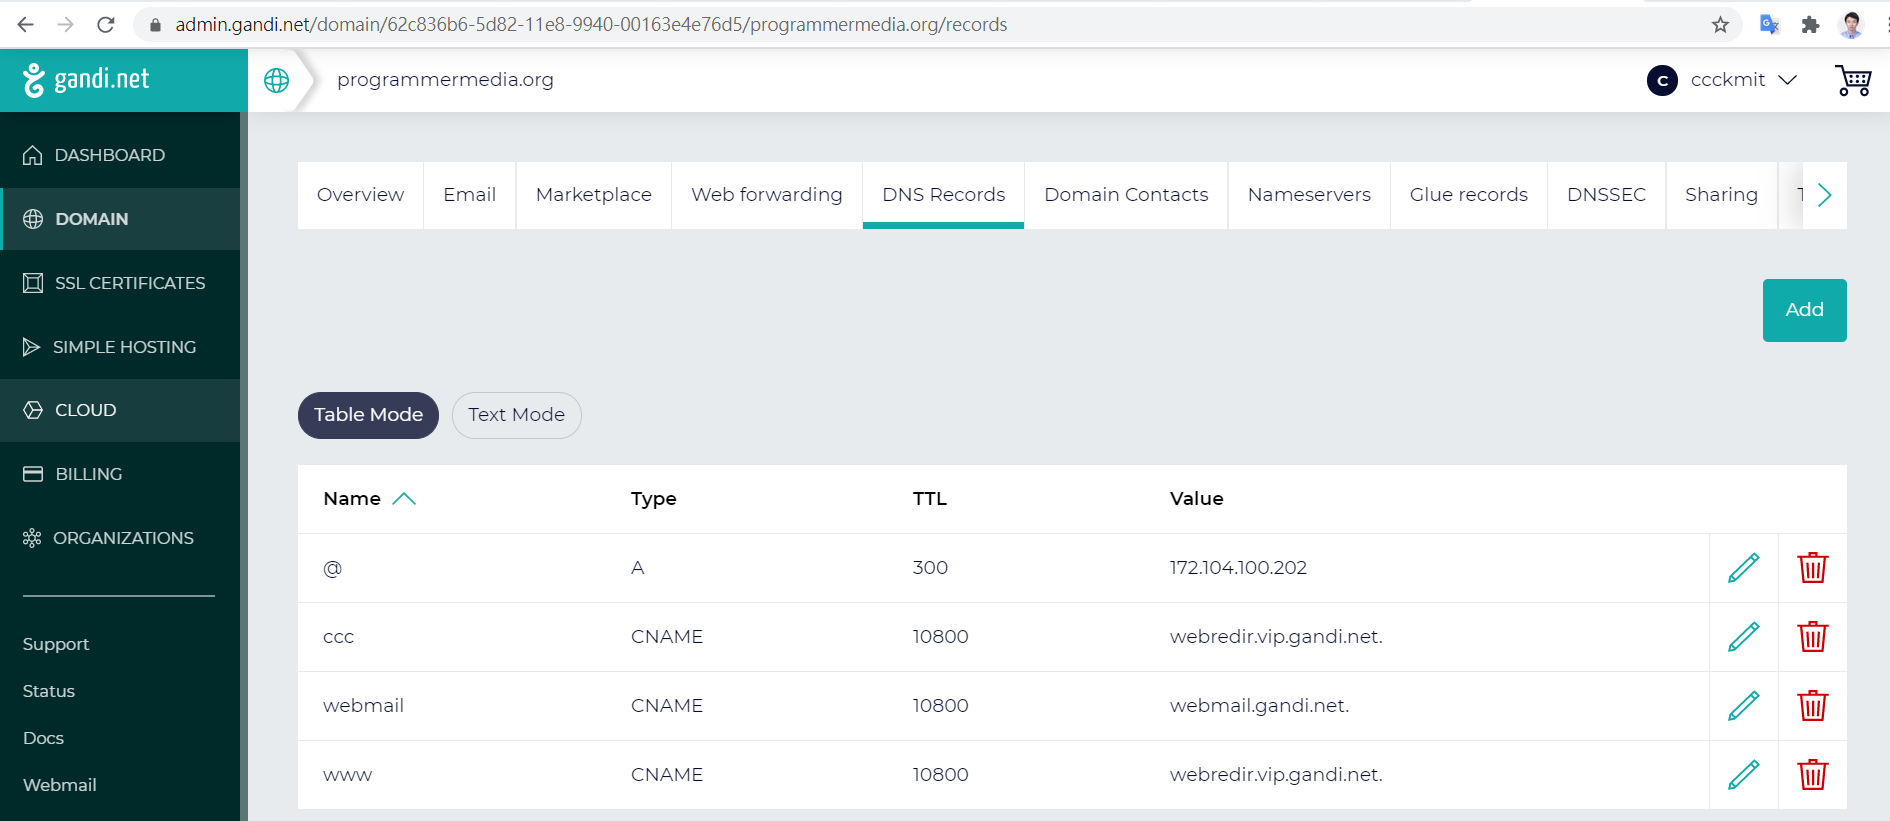 admin.gandi.net/domain/62c836b6-5d82-11e8-9940-00163e4e76d5/programmermedia.org/records
gandi.net
programmermedia.org
C ccckmit
DASHBOARD
DOMAIN
SSL CERTIFICATES
SIMPLE HOSTING
CLOUD
BILLING
ORGANIZATIONS
Support
Status
Docs
Webmail
Overview Email Marketplace Web forwarding DNS Records Domain Contacts Nameservers Glue records DNSSEC Sharing
Add
Table Mode Text Mode
Name Type TTL Value
@ A 300 172.104.100.202
ccc CNAME 10800 webredir.vip.gandi.net.
webmail CNAME 10800 webmail.gandi.net.
www CNAME 10800 webredir.vip.gandi.net.